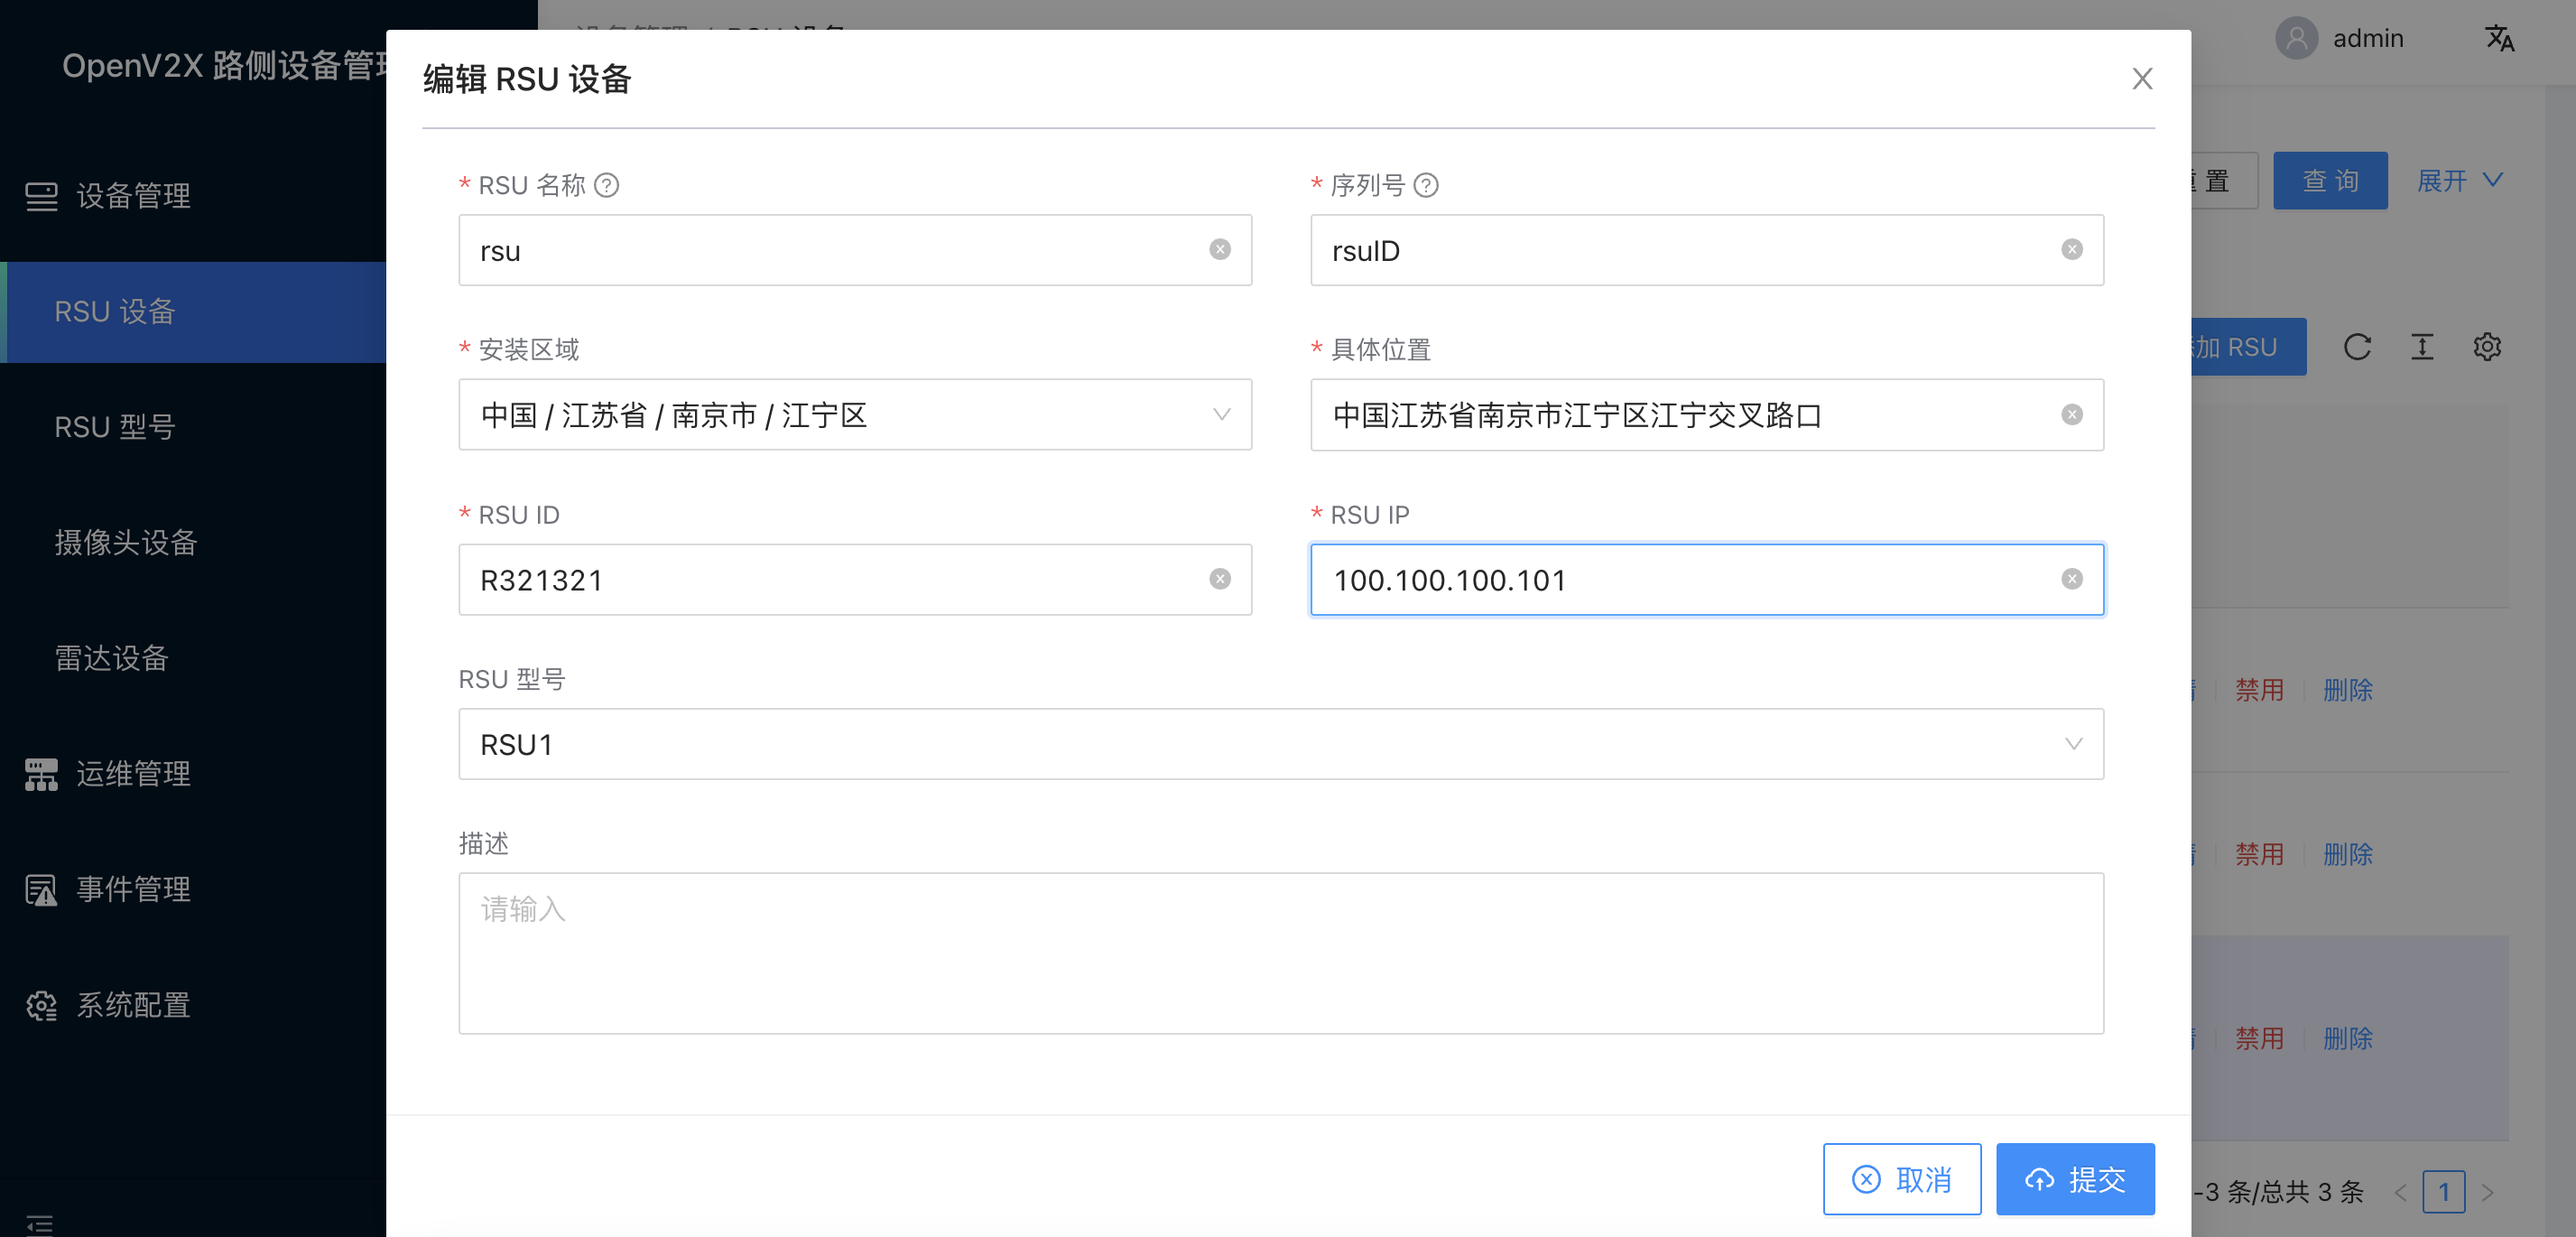 OpenV2X 路侧设备管理
设备管理
RSU 设备
RSU 型号
摄像头设备
雷达设备
运维管理
事件管理
系统配置
设备管理 / RSU 设备
admin
编辑 RSU 设备
* RSU 名称
rsu
* 序列号
rsuID
* 安装区域
中国 / 江苏省 / 南京市 / 江宁区
* 具体位置
中国江苏省南京市江宁区江宁交叉路口
* RSU ID
R321321
* RSU IP
100.100.100.101
RSU 型号
RSU1
描述
请输入
取消
提交
置
查 询
展开
加 RSU
禁用
删除
禁用
删除
禁用
删除
-3 条/总共 3 条
1